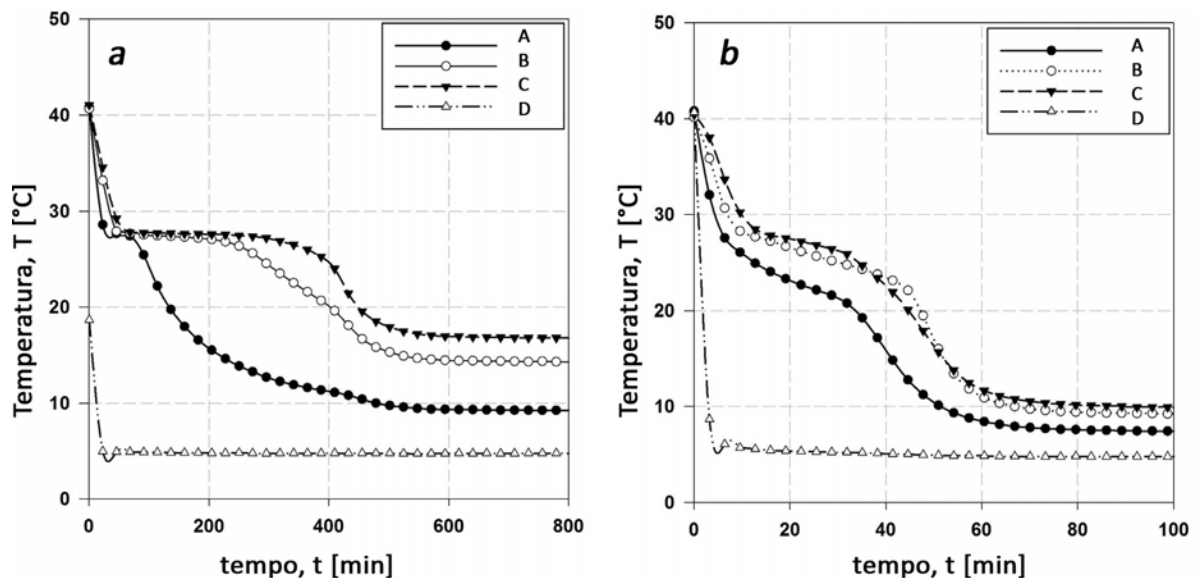 a
A
B
C
D
50
40
30
20
10
0
Temperatura, T [°C]
0 200 400 600 800
tempo, t [min]
b
A
B
C
D
50
40
30
20
10
0
Temperatura, T [°C]
0 20 40 60 80 100
tempo, t [min]